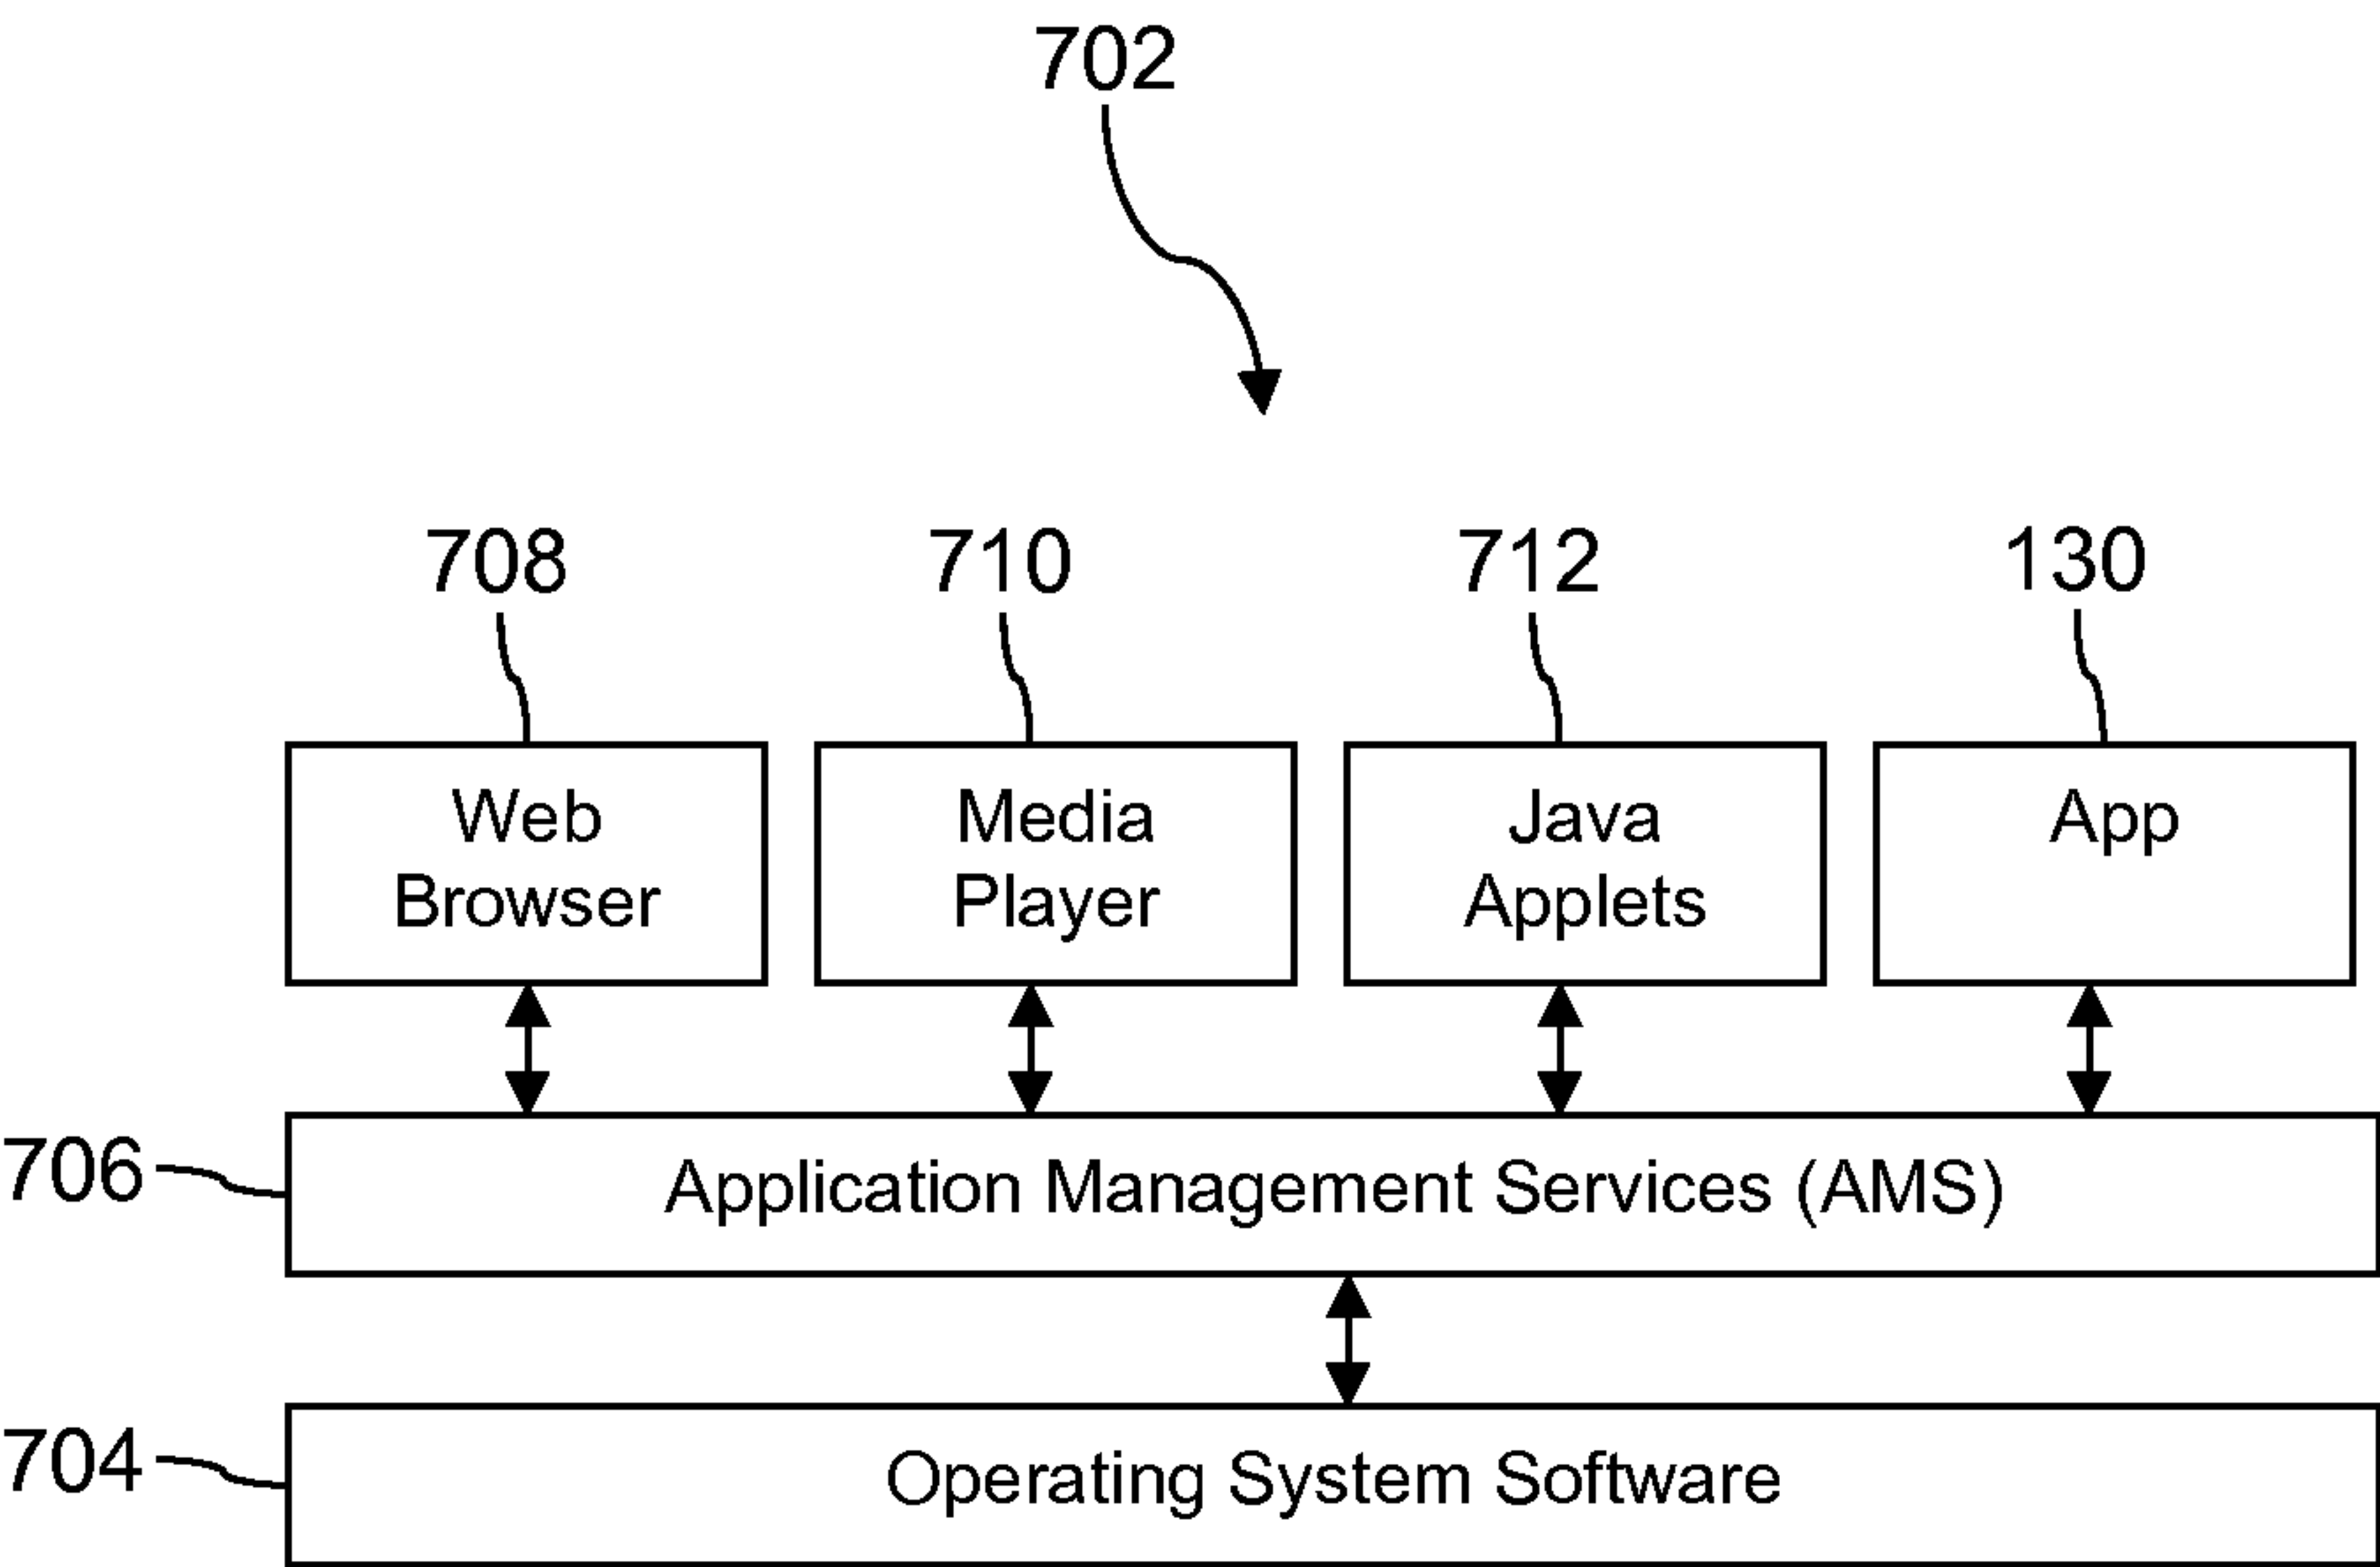 702
708
710
712
130
Web
Browser
Media
Player
Java
Applets
App
706
Application Management Services (AMS)
704
Operating System Software